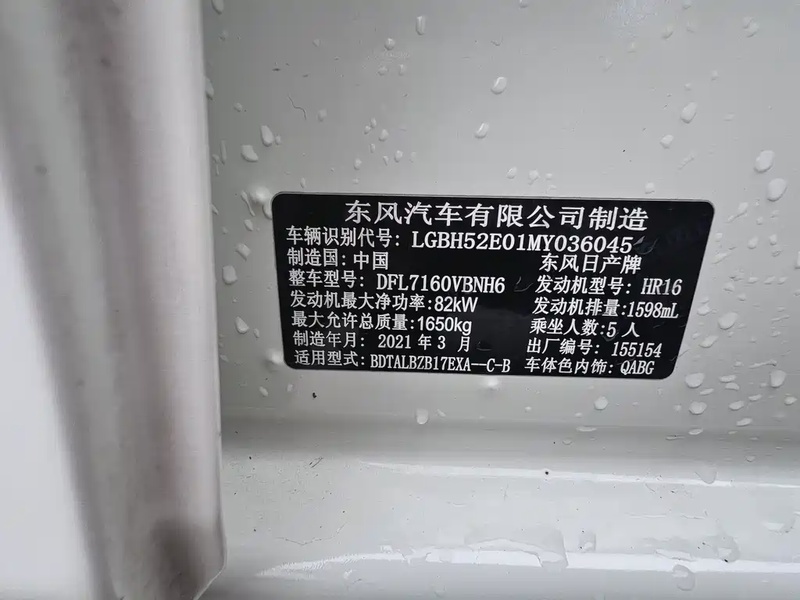 东风汽车有限公司制造
车辆识别代号: LGBH52E01MY036045
制造国: 中国 东风日产牌
整车型号: DFL7160VBNH6 发动机型号: HR16
发动机最大净功率:82kW 发动机排量:1598mL
最大允许总质量:1650kg 乘坐人数:5人
制造年月: 2021年3月 出厂编号: 155154
适用型式: BDTALBZB17EXA--C-B 车体色内饰: QABG